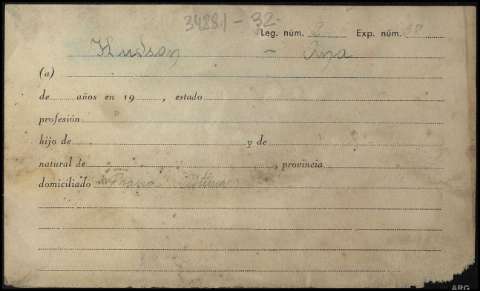 34281-32
Leg. núm. 2 Exp. núm.
Hudson - Ana
(a)
de años en 19 , estado
profesión
hijo de y de
natural de , provincia
domiciliado
ARG